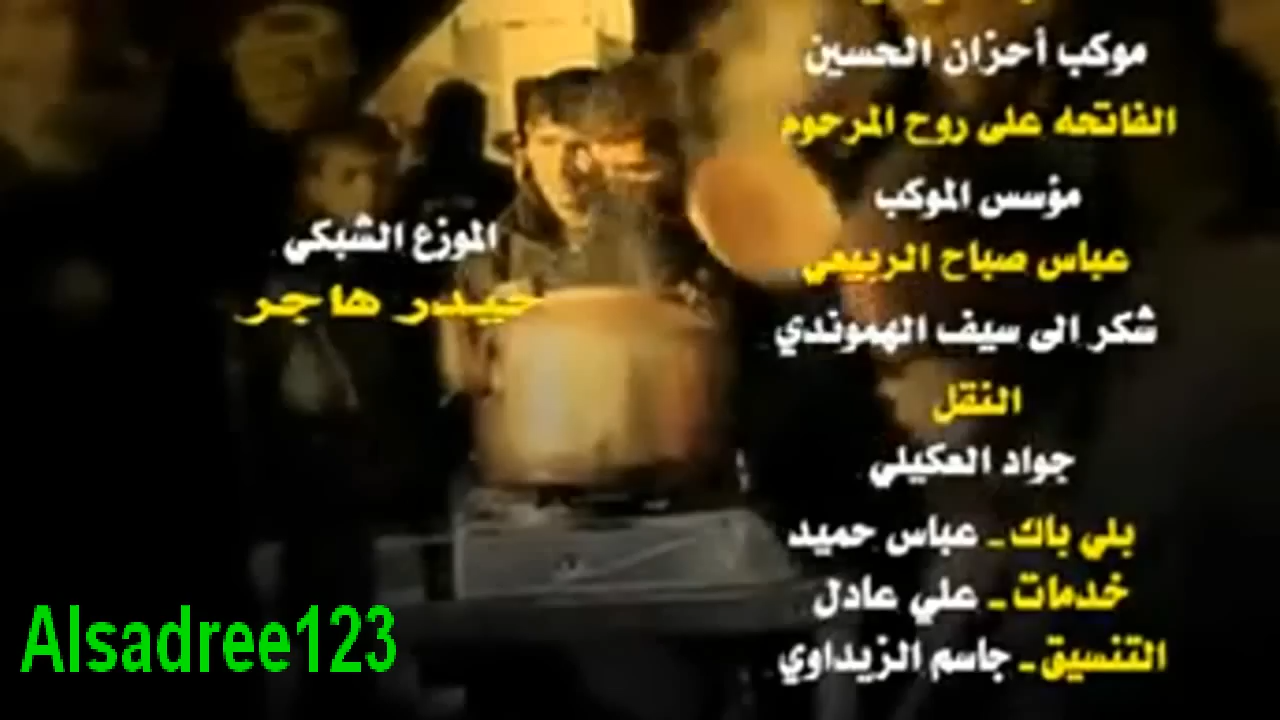 موكب أحزان الحسين
الفاتحه على روح المرحوم
مؤسس الموكب
عباس صباح الربيعي
شكر الى سيف الهموندي
النقل
جواد العكيلي
بلي باك - عباس حميد
خدمات - علي عادل
التنسيق - جاسم الزيداوي
الموزع الشبكي
حيدر هاجر
Alsadree123